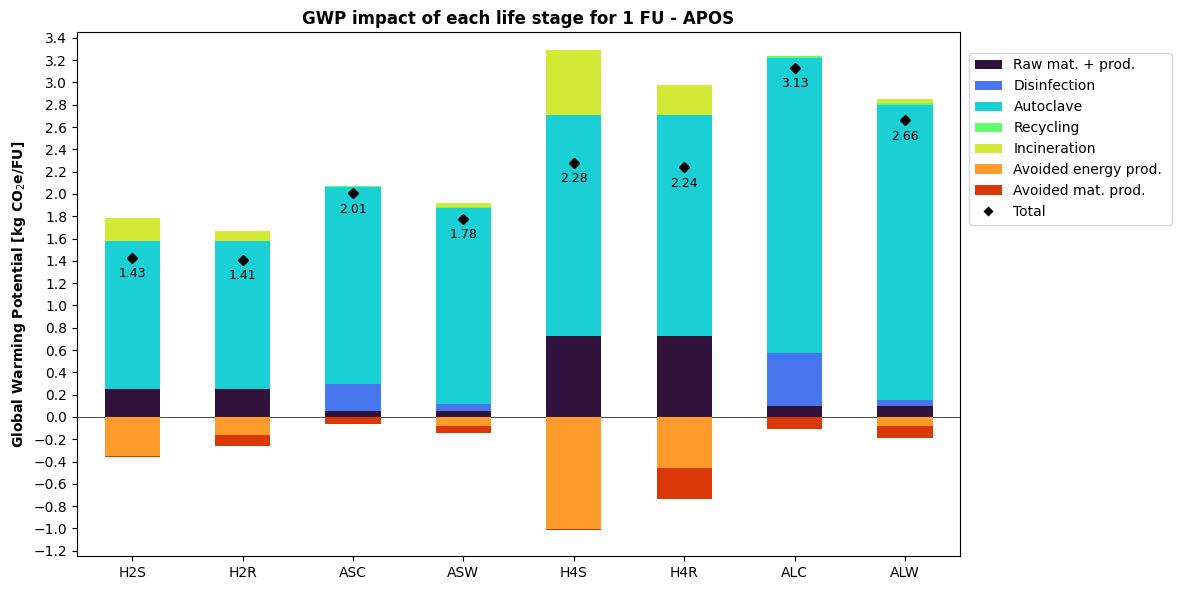 GWP impact of each life stage for 1 FU - APOS
Global Warming Potential [kg CO₂e/FU]
3.4
3.2
3.0
2.8
2.6
2.4
2.2
2.0
1.8
1.6
1.4
1.2
1.0
0.8
0.6
0.4
0.2
0.0
−0.2
−0.4
−0.6
−0.8
−1.0
−1.2
1.43
1.41
2.01
1.78
2.28
2.24
3.13
2.66
H2S H2R ASC ASW H4S H4R ALC ALW
Raw mat. + prod.
Disinfection
Autoclave
Recycling
Incineration
Avoided energy prod.
Avoided mat. prod.
Total